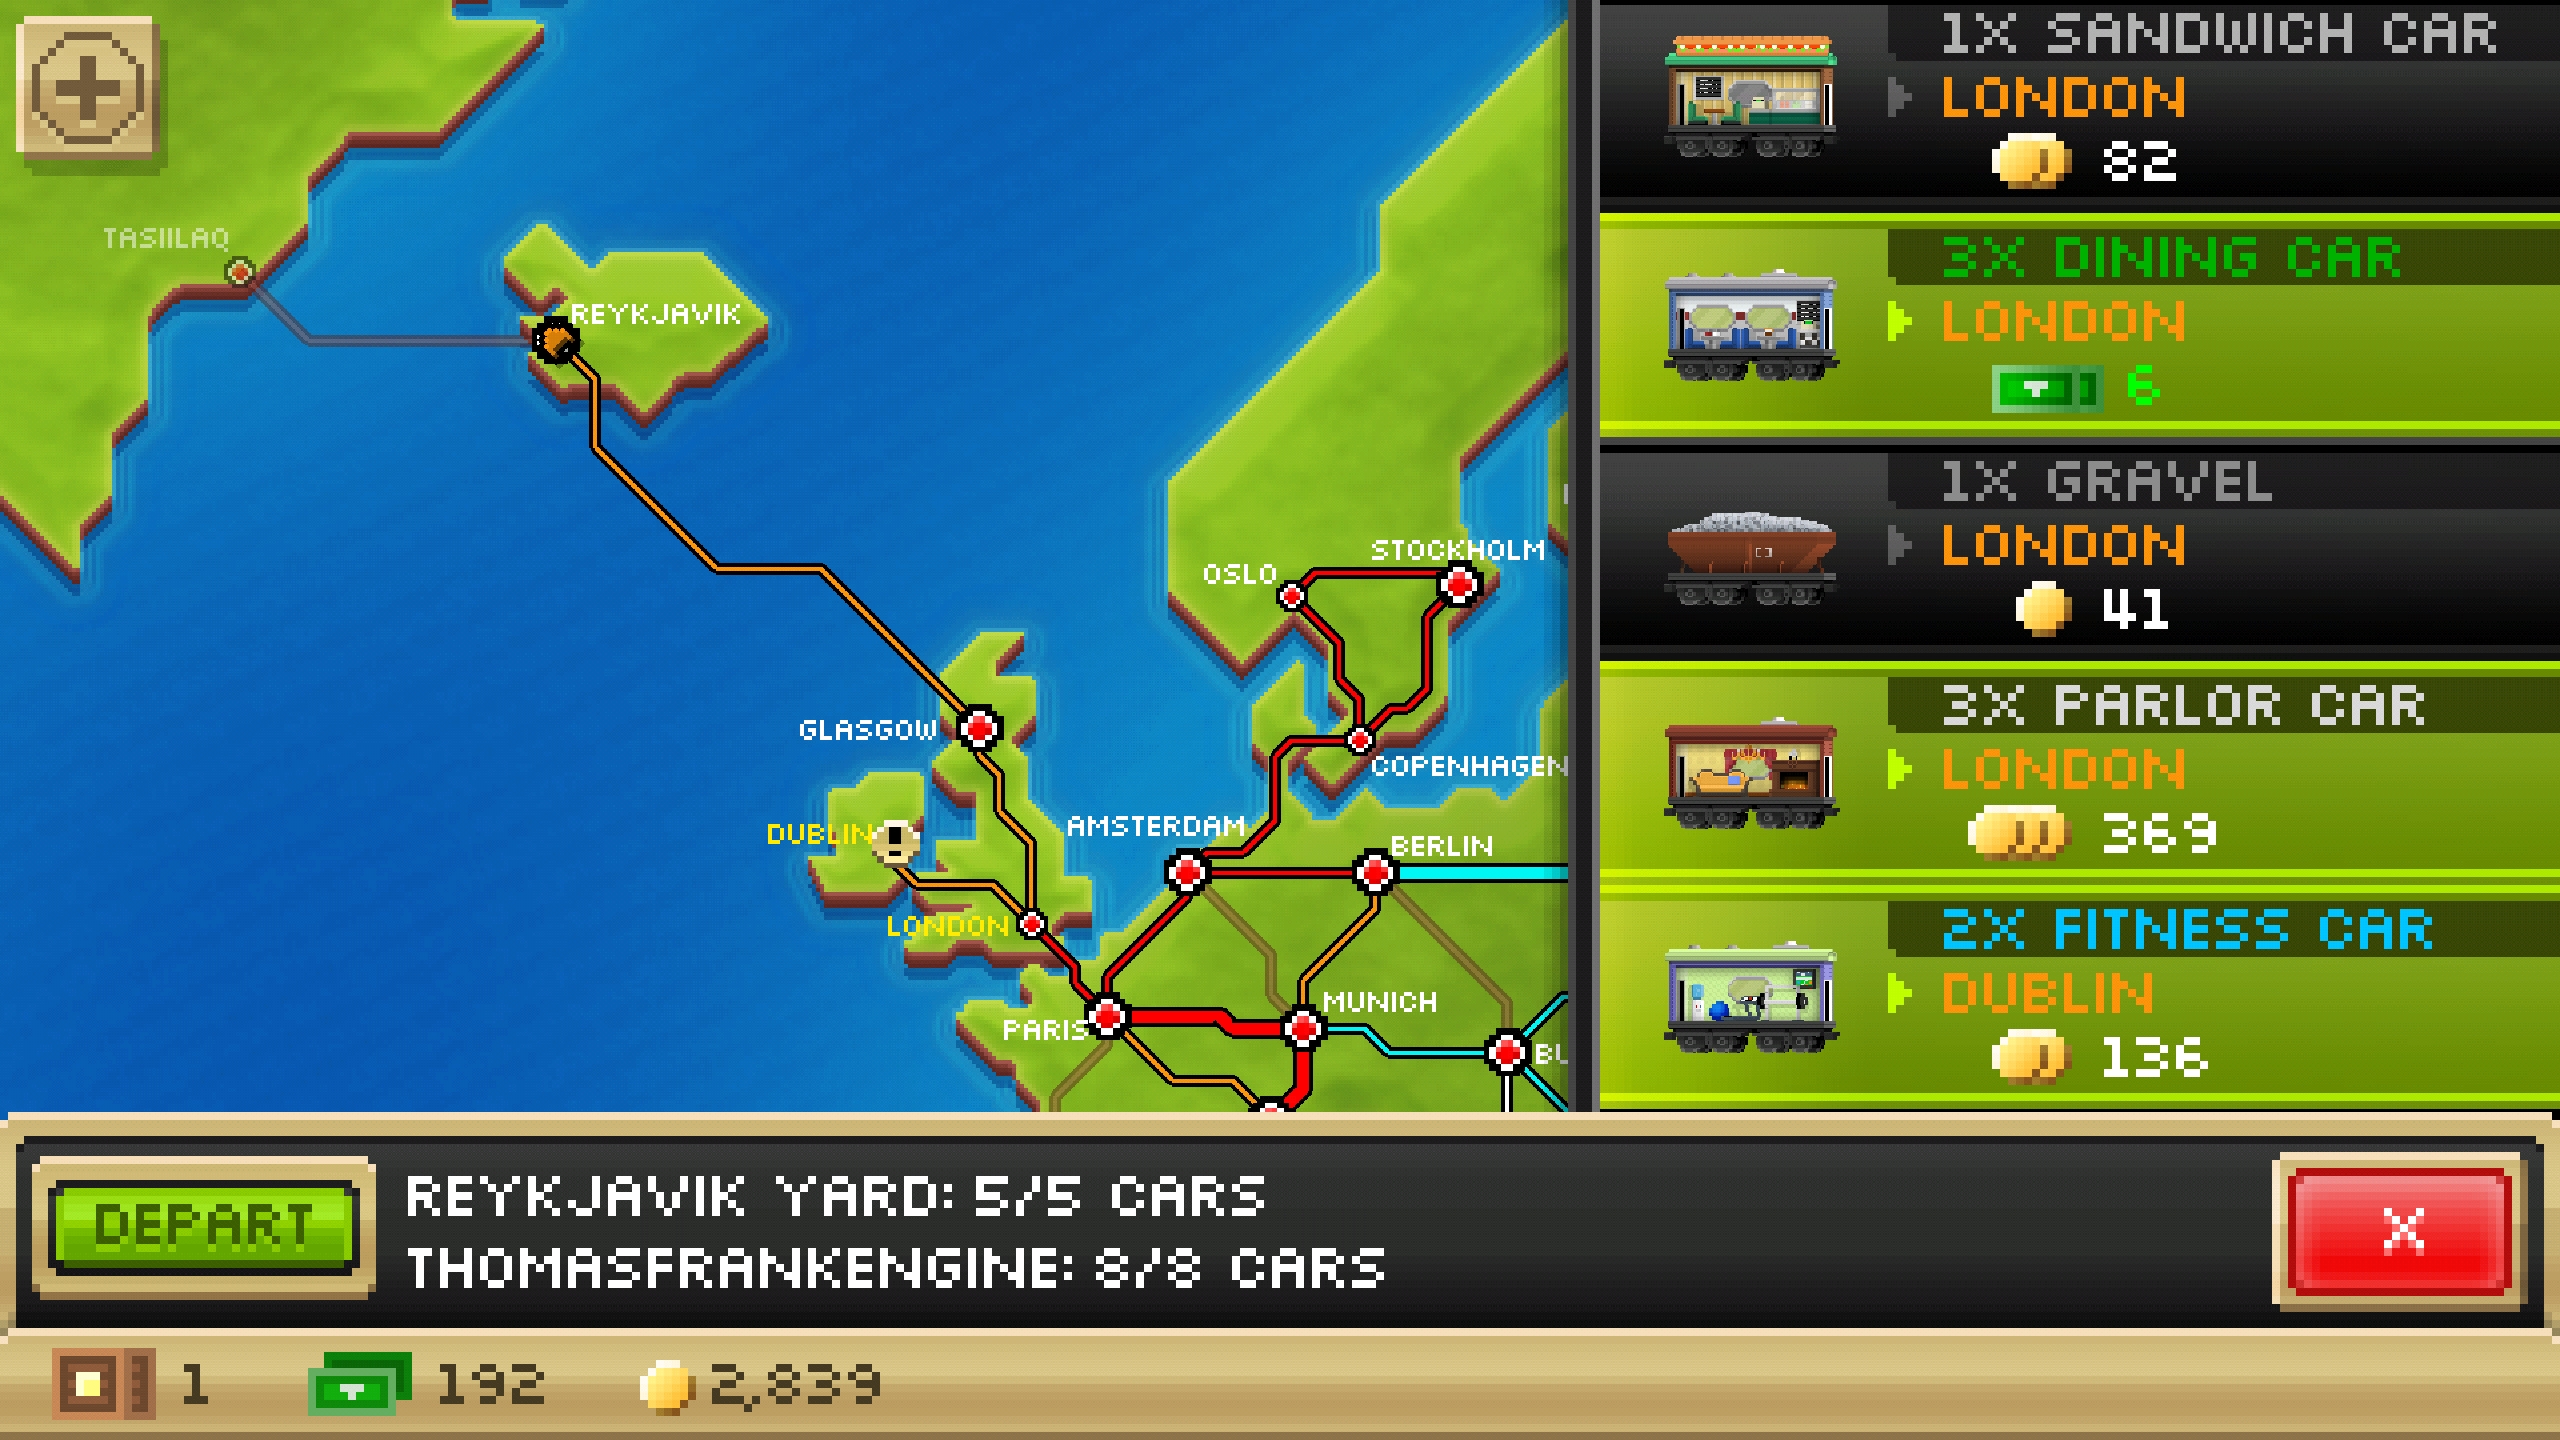 TASIILAQ
REYKJAVIK
STOCKHOLM
OSLO
GLASGOW
COPENHAGEN
AMSTERDAM
DUBLIN
BERLIN
LONDON
MUNICH
PARIS
BU
1X SANDWICH CAR
LONDON
82
3X DINING CAR
LONDON
6
1X GRAVEL
LONDON
41
3X PARLOR CAR
LONDON
369
2X FITNESS CAR
DUBLIN
136
DEPART
REYKJAVIK YARD: 5/5 CARS
THOMASFRANKENGINE: 8/8 CARS
X
1
192
2,839